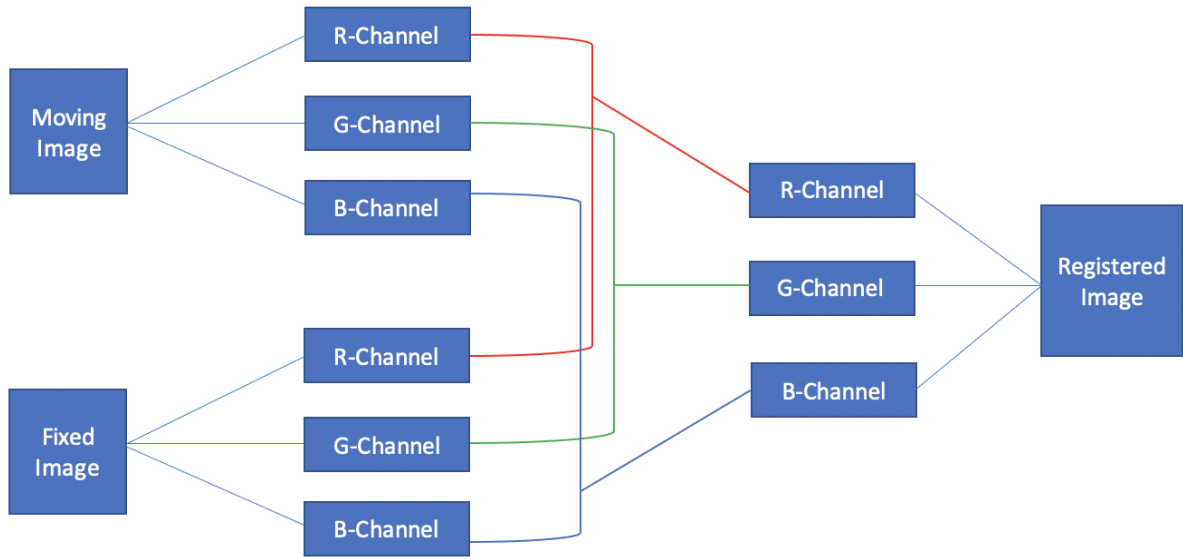 Moving
Image
R-Channel
G-Channel
B-Channel
Fixed
Image
R-Channel
G-Channel
B-Channel
R-Channel
G-Channel
B-Channel
Registered
Image